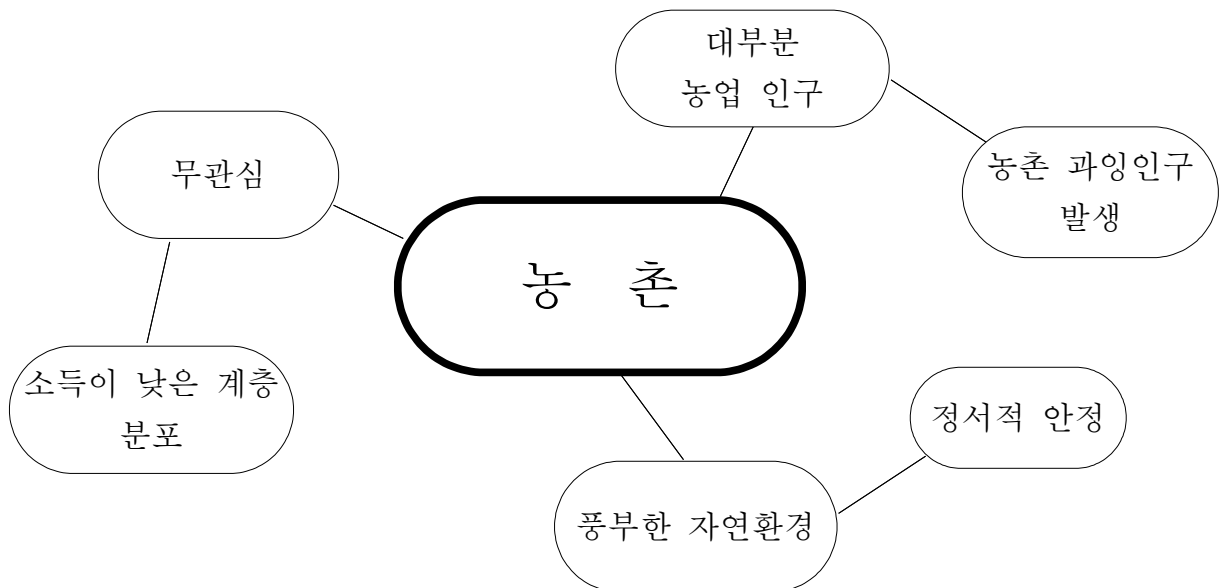 대부분
농업 인구
무관심
농촌 과잉인구
발생
농 촌
소득이 낮은 계층
분포
정서적 안정
풍부한 자연환경